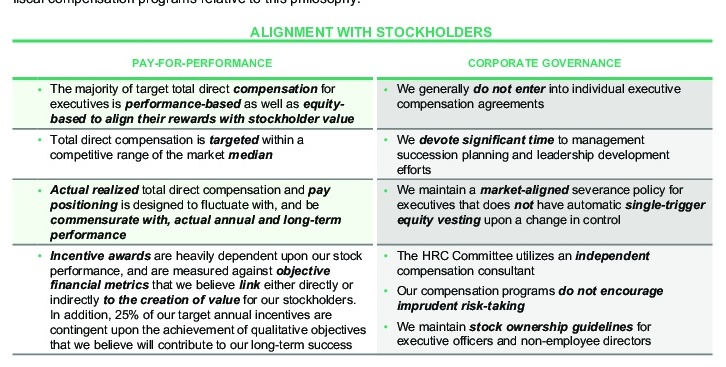 fiscal compensation programs relative to this philosophy.
ALIGNMENT WITH STOCKHOLDERS
PAY-FOR-PERFORMANCE
• The majority of target total direct compensation for
executives is performance-based as well as equity-
based to align their rewards with stockholder value
• Total direct compensation is targeted within a
competitive range of the market median
• Actual realized total direct compensation and pay
positioning is designed to fluctuate with, and be
commensurate with, actual annual and long-term
performance
• Incentive awards are heavily dependent upon our stock
performance, and are measured against objective
financial metrics that we believe link either directly or
indirectly to the creation of value for our stockholders.
In addition, 25% of our target annual incentives are
contingent upon the achievement of qualitative objectives
that we believe will contribute to our long-term success
CORPORATE GOVERNANCE
• We generally do not enter into individual executive
compensation agreements
• We devote significant time to management
succession planning and leadership development
efforts
• We maintain a market-aligned severance policy for
executives that does not have automatic single-trigger
equity vesting upon a change in control
• The HRC Committee utilizes an independent
compensation consultant
• Our compensation programs do not encourage
imprudent risk-taking
• We maintain stock ownership guidelines for
executive officers and non-employee directors